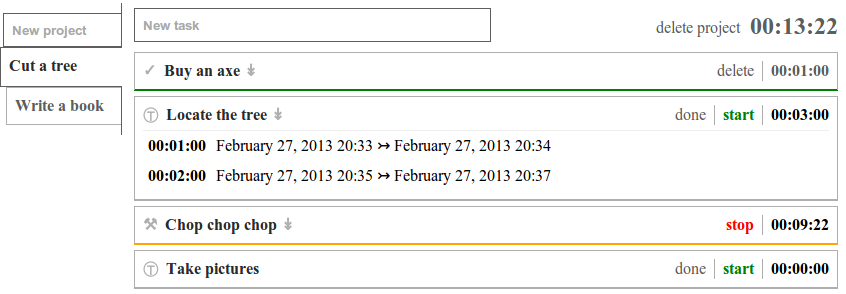 New project
Cut a tree
Write a book
New task
delete project 00:13:22
✓ Buy an axe ↡ delete 00:01:00
Ⓣ Locate the tree ↡ done start 00:03:00
00:01:00 February 27, 2013 20:33 ↣ February 27, 2013 20:34
00:02:00 February 27, 2013 20:35 ↣ February 27, 2013 20:37
⚒ Chop chop chop ↡ stop 00:09:22
Ⓣ Take pictures done start 00:00:00